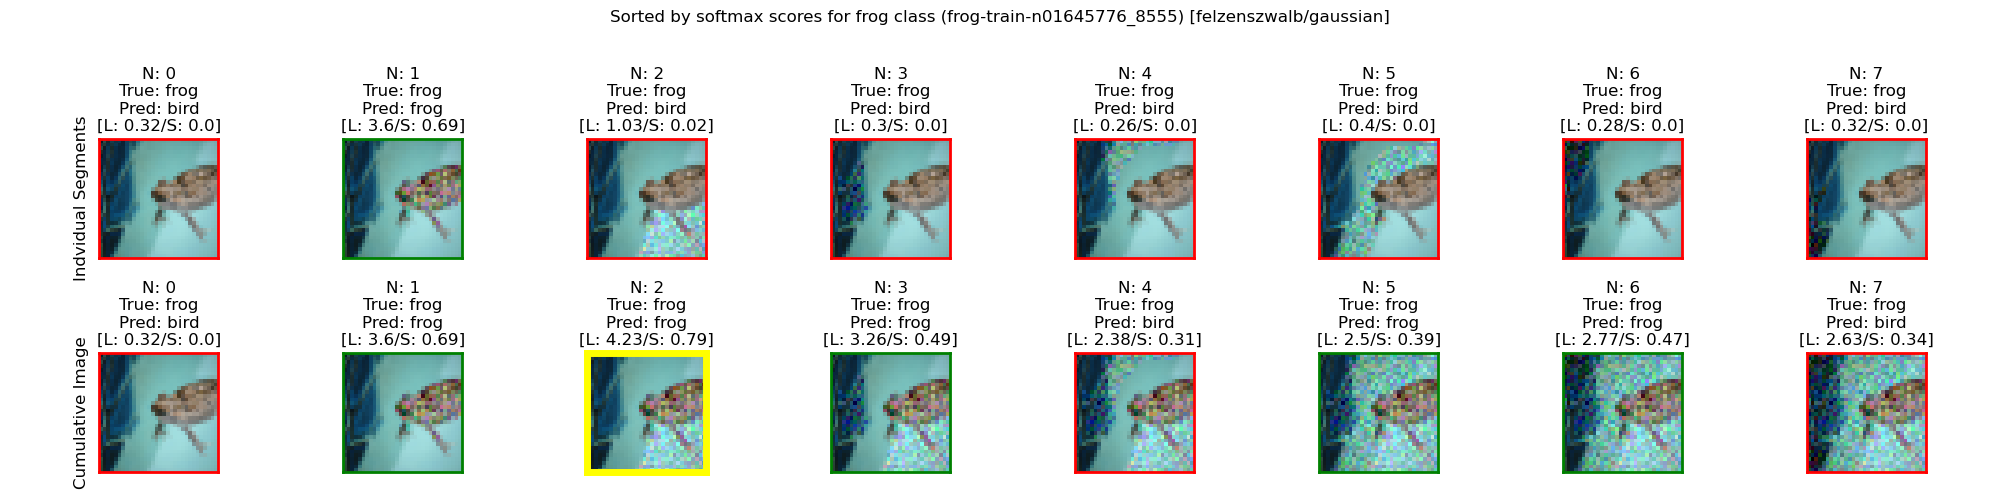 Sorted by softmax scores for frog class (frog-train-n01645776_8555) [felzenszwalb/gaussian]
Indvidual Segments
N: 0
True: frog
Pred: bird
[L: 0.32/S: 0.0]
N: 1
True: frog
Pred: frog
[L: 3.6/S: 0.69]
N: 2
True: frog
Pred: bird
[L: 1.03/S: 0.02]
N: 3
True: frog
Pred: bird
[L: 0.3/S: 0.0]
N: 4
True: frog
Pred: bird
[L: 0.26/S: 0.0]
N: 5
True: frog
Pred: bird
[L: 0.4/S: 0.0]
N: 6
True: frog
Pred: bird
[L: 0.28/S: 0.0]
N: 7
True: frog
Pred: bird
[L: 0.32/S: 0.0]
Cumulative Image
N: 0
True: frog
Pred: bird
[L: 0.32/S: 0.0]
N: 1
True: frog
Pred: frog
[L: 3.6/S: 0.69]
N: 2
True: frog
Pred: frog
[L: 4.23/S: 0.79]
N: 3
True: frog
Pred: frog
[L: 3.26/S: 0.49]
N: 4
True: frog
Pred: bird
[L: 2.38/S: 0.31]
N: 5
True: frog
Pred: frog
[L: 2.5/S: 0.39]
N: 6
True: frog
Pred: frog
[L: 2.77/S: 0.47]
N: 7
True: frog
Pred: bird
[L: 2.63/S: 0.34]